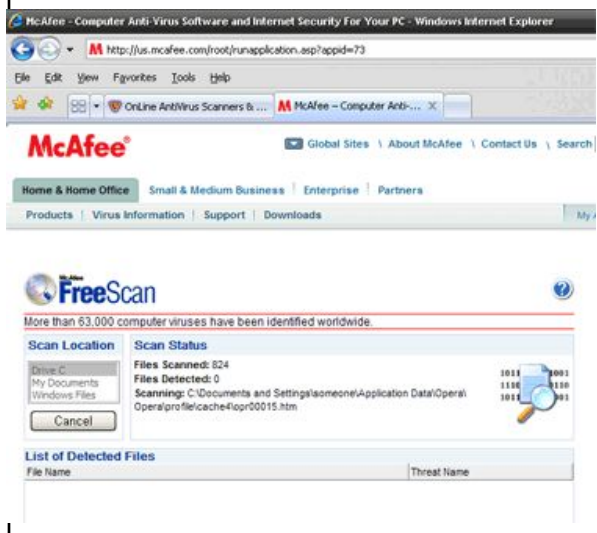 McAfee - Computer Anti-Virus Software and Internet Security For Your PC - Windows Internet Explorer
http://us.mcafee.com/root/runapplication.asp?appid=73
File Edit View Favorites Tools Help
OnLine AntiVirus Scanners & ... McAfee – Computer Anti-... X
McAfee®
Global Sites \ About McAfee \ Contact Us \ Search
Home & Home Office Small & Medium Business | Enterprise | Partners
Products | Virus Information | Support | Downloads My
McAfee
FreeScan ?
More than 63,000 computer viruses have been identified worldwide.
Scan Location Scan Status
Drive C
My Documents
Windows Files
Cancel
Files Scanned: 824
Files Detected: 0
Scanning: C:\Documents and Settings\someone\Application Data\Opera\
Opera\profile\cache4\opr00015.htm
List of Detected Files
File Name Threat Name